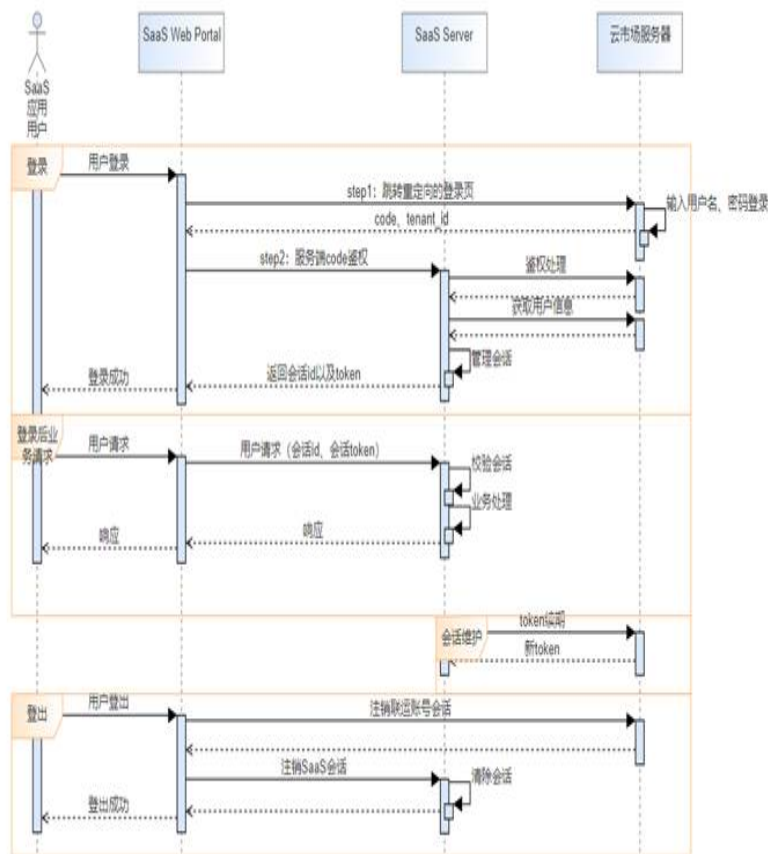 SaaS Web Portal
SaaS Server
云市场服务器
SaaS
应用
用户
登录
用户登录
step1：跳转重定向的登录页
输入用户名、密码登录
code、tenant_id
step2：服务端code鉴权
鉴权处理
获取用户信息
管理会话
返回会话id以及token
登录成功
登录后业
务请求
用户请求
用户请求（会话id、会话token）
校验会话
业务处理
响应
响应
会话维护
token续期
新token
登出
用户登出
注销联运账号会话
注销SaaS会话
清除会话
登出成功